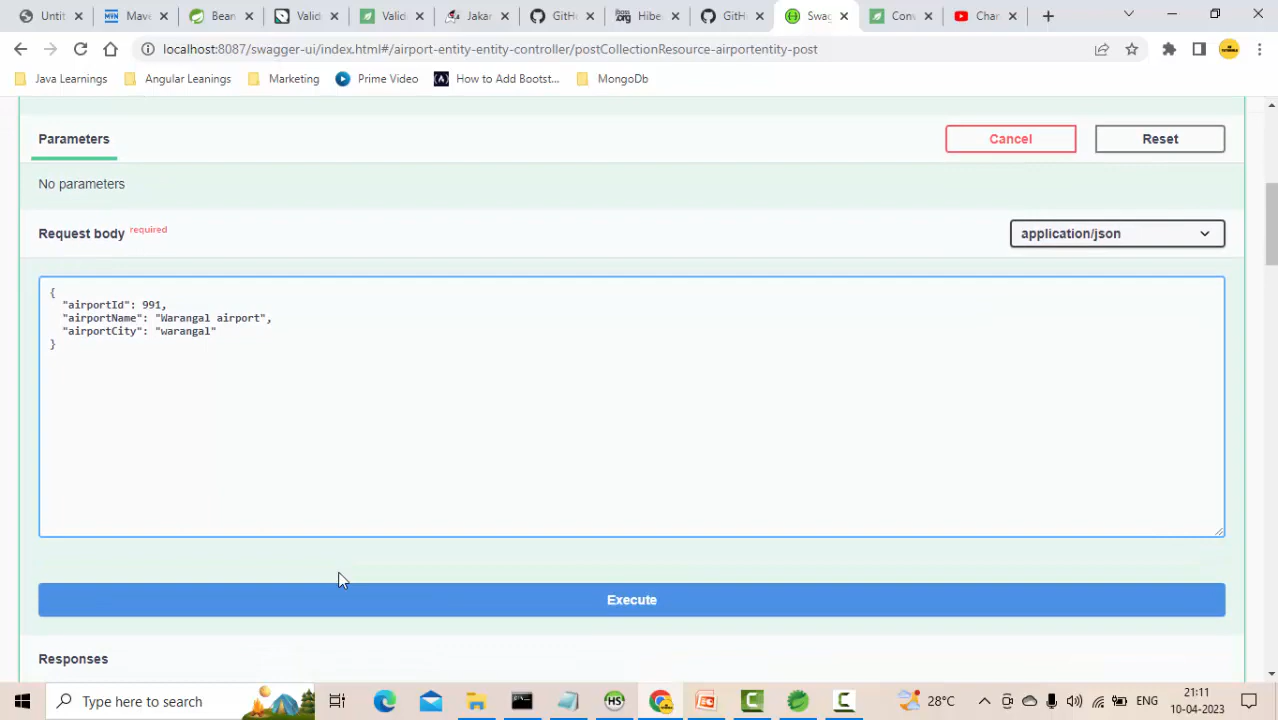 Untit
Mave
Bean
Valid
Valid
Jakar
GitH
Hibe
GitHu
Swag
Con
Char
localhost:8087/swagger-ui/index.html#/airport-entity-entity-controller/postCollectionResource-airportentity-post
Java Learnings
Angular Leanings
Marketing
Prime Video
How to Add Bootst...
MongoDb
Parameters
Cancel
Reset
No parameters
Request body required
application/json
{
"airportId": 991,
"airportName": "Warangal airport",
"airportCity": "warangal"
}
Execute
Responses
Type here to search
28°C
ENG
21:11
10-04-2023